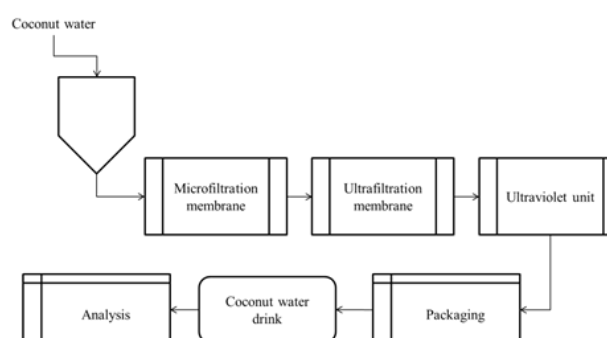 Coconut water
Microfiltration
membrane
Ultrafiltration
membrane
Ultraviolet unit
Analysis
Coconut water
drink
Packaging